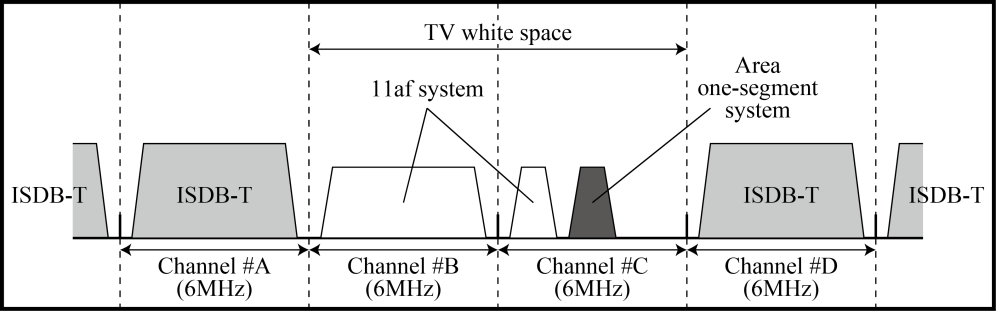 TV white space
11af system
Area
one-segment
system
ISDB-T
ISDB-T
ISDB-T
ISDB-T
Channel #A
(6MHz)
Channel #B
(6MHz)
Channel #C
(6MHz)
Channel #D
(6MHz)